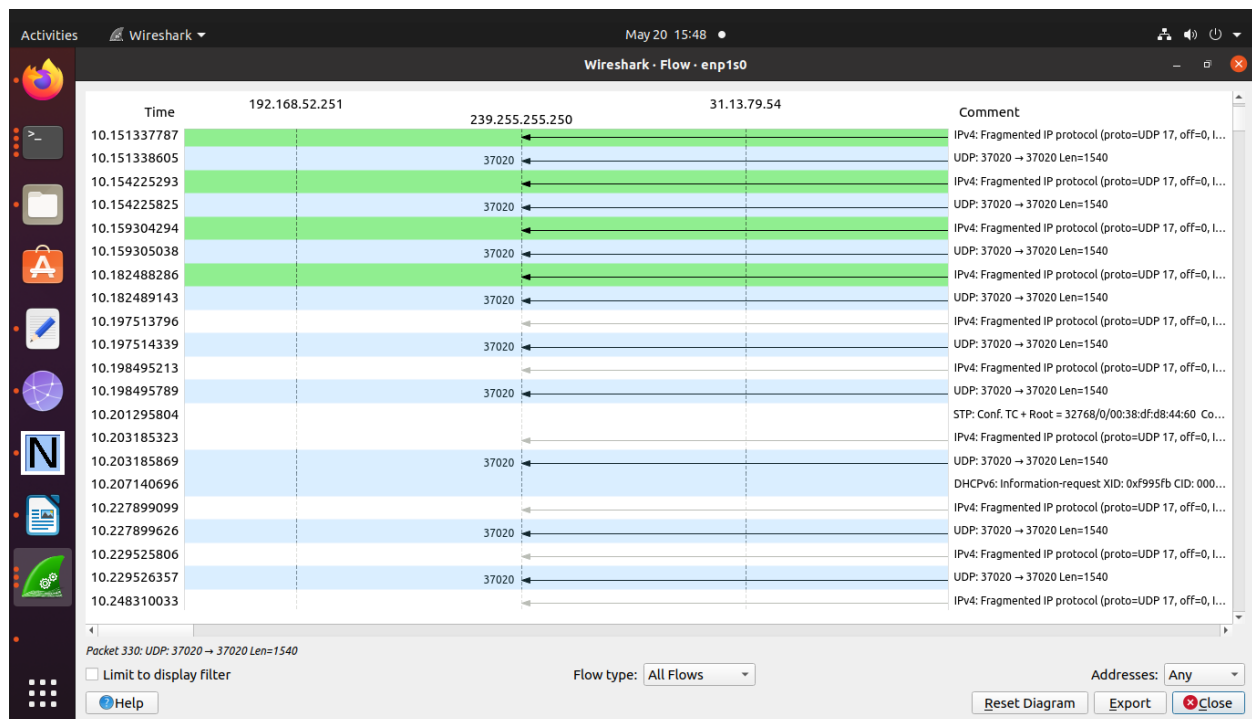 Activities Wireshark May 20 15:48
Wireshark · Flow · enp1s0
192.168.52.251 31.13.79.54
Time 239.255.255.250 Comment
10.151337787 IPv4: Fragmented IP protocol (proto=UDP 17, off=0, I...
10.151338605 37020 UDP: 37020 → 37020 Len=1540
10.154225293 IPv4: Fragmented IP protocol (proto=UDP 17, off=0, I...
10.154225825 37020 UDP: 37020 → 37020 Len=1540
10.159304294 IPv4: Fragmented IP protocol (proto=UDP 17, off=0, I...
10.159305038 37020 UDP: 37020 → 37020 Len=1540
10.182488286 IPv4: Fragmented IP protocol (proto=UDP 17, off=0, I...
10.182489143 37020 UDP: 37020 → 37020 Len=1540
10.197513796 IPv4: Fragmented IP protocol (proto=UDP 17, off=0, I...
10.197514339 37020 UDP: 37020 → 37020 Len=1540
10.198495213 IPv4: Fragmented IP protocol (proto=UDP 17, off=0, I...
10.198495789 37020 UDP: 37020 → 37020 Len=1540
10.201295804 STP: Conf. TC + Root = 32768/0/00:38:df:d8:44:60 Co...
10.203185323 IPv4: Fragmented IP protocol (proto=UDP 17, off=0, I...
10.203185869 37020 UDP: 37020 → 37020 Len=1540
10.207140696 DHCPv6: Information-request XID: 0xf995fb CID: 000...
10.227899099 IPv4: Fragmented IP protocol (proto=UDP 17, off=0, I...
10.227899626 37020 UDP: 37020 → 37020 Len=1540
10.229525806 IPv4: Fragmented IP protocol (proto=UDP 17, off=0, I...
10.229526357 37020 UDP: 37020 → 37020 Len=1540
10.248310033 IPv4: Fragmented IP protocol (proto=UDP 17, off=0, I...
Packet 330: UDP: 37020 → 37020 Len=1540
Limit to display filter Flow type: All Flows Addresses: Any
Help Reset Diagram Export Close